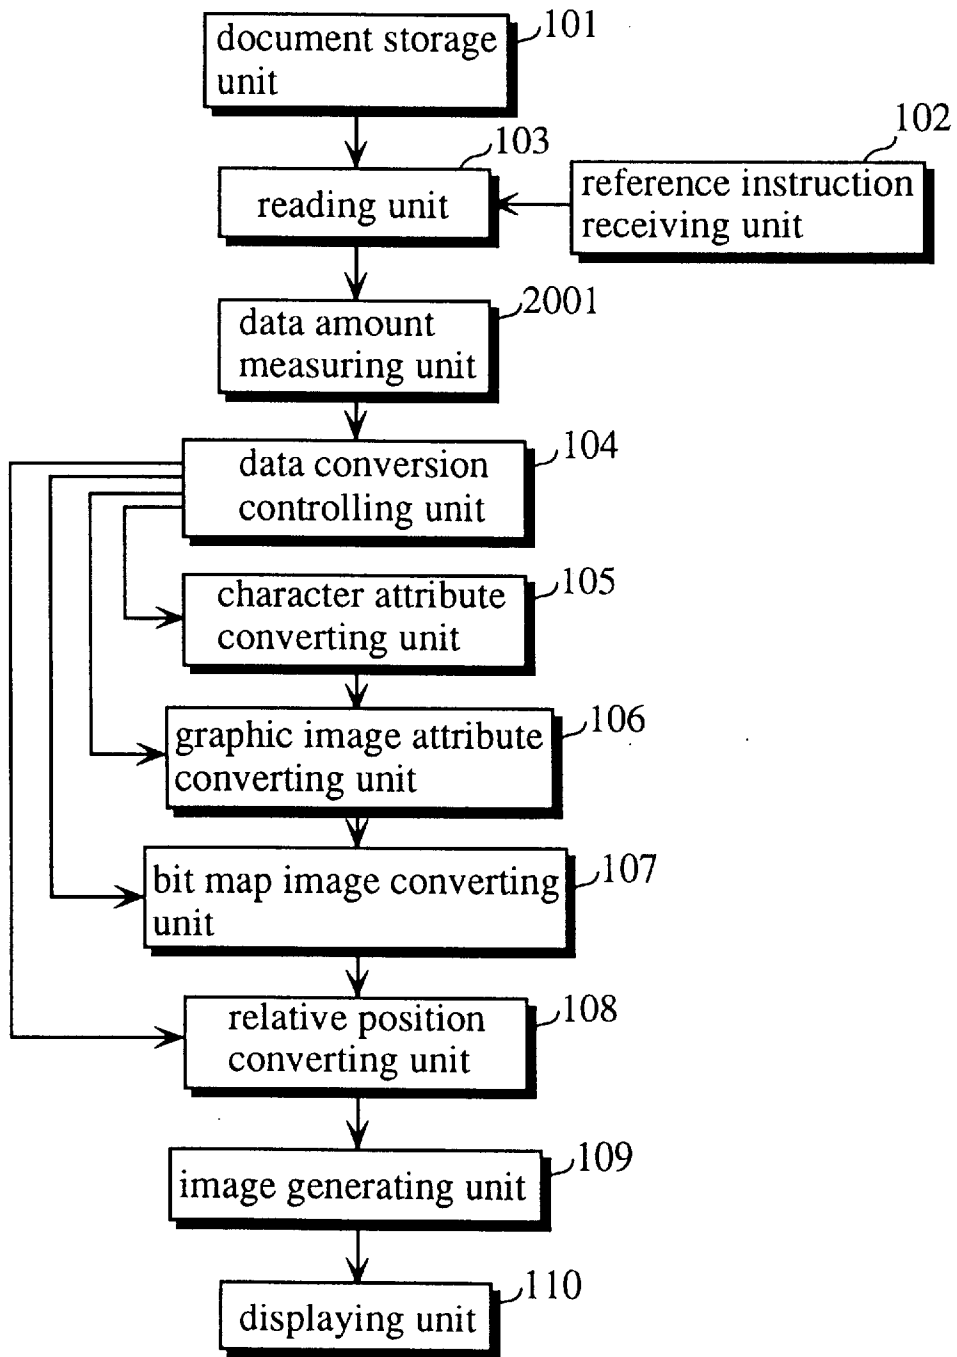 101
document storage
unit
102
103
reference instruction
receiving unit
reading unit
2001
data amount
measuring unit
104
data conversion
controlling unit
105
character attribute
converting unit
106
graphic image attribute
converting unit
107
bit map image converting
unit
108
relative position
converting unit
109
image generating unit
110
displaying unit